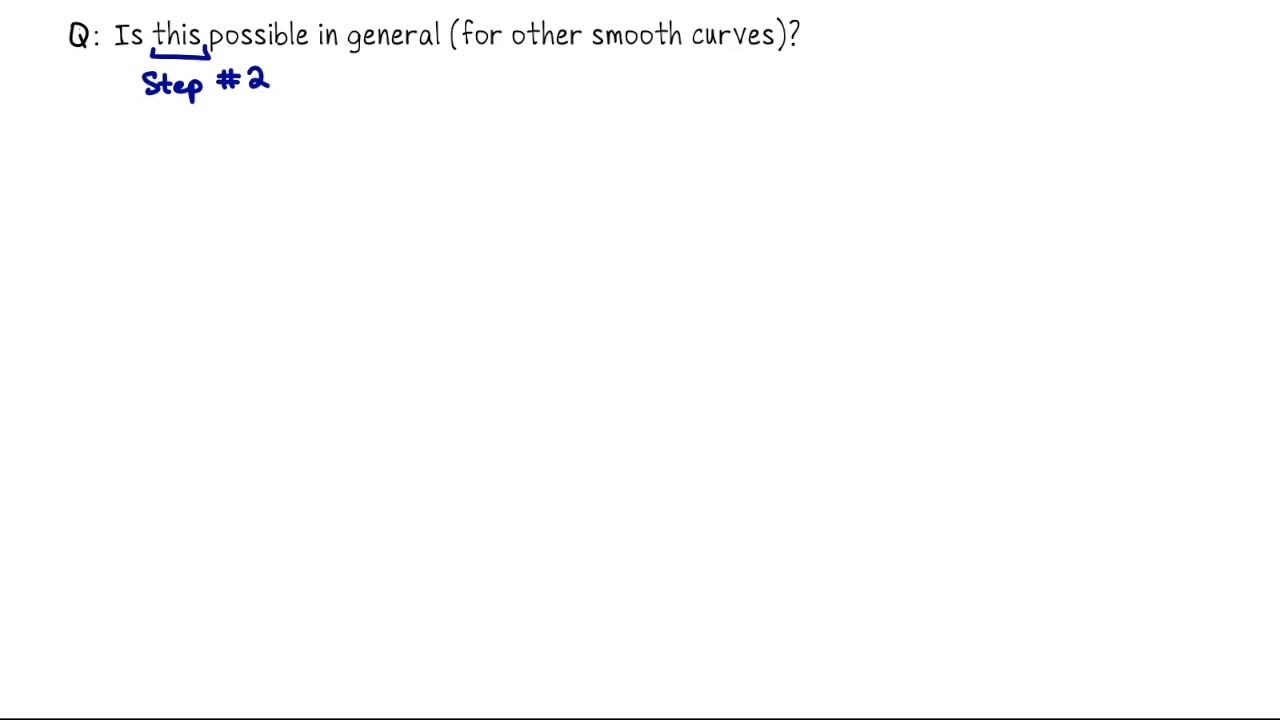 Q: Is this possible in general (for other smooth curves)?
Step #2